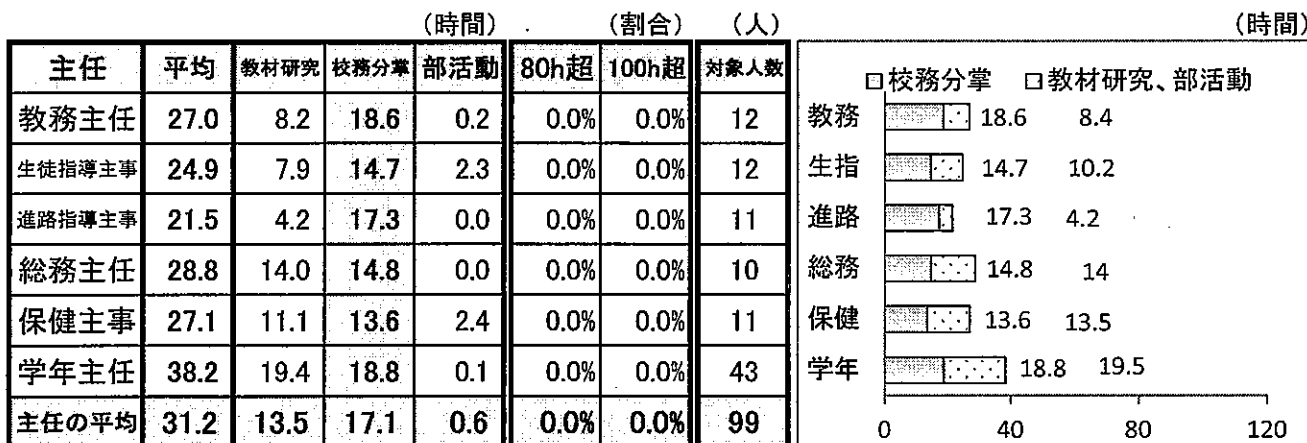 (時間) (割合) (人)
主任 平均 教材研究 校務分掌 部活動 80h超 100h超 対象人数
教務主任 27.0 8.2 18.6 0.2 0.0% 0.0% 12
生徒指導主事 24.9 7.9 14.7 2.3 0.0% 0.0% 12
進路指導主事 21.5 4.2 17.3 0.0 0.0% 0.0% 11
総務主任 28.8 14.0 14.8 0.0 0.0% 0.0% 10
保健主事 27.1 11.1 13.6 2.4 0.0% 0.0% 11
学年主任 38.2 19.4 18.8 0.1 0.0% 0.0% 43
主任の平均 31.2 13.5 17.1 0.6 0.0% 0.0% 99
(時間)
校務分掌 教材研究、部活動
教務 18.6 8.4
生指 14.7 10.2
進路 17.3 4.2
総務 14.8 14
保健 13.6 13.5
学年 18.8 19.5
0 40 80 120